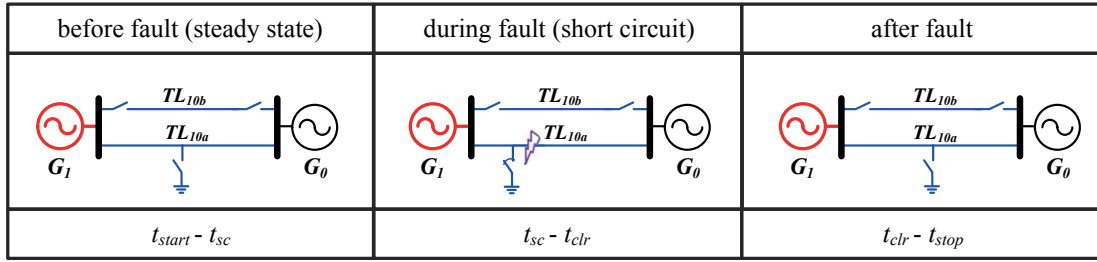 before fault (steady state)
during fault (short circuit)
after fault
TL10b
TL10a
G1
G0
TL10b
TL10a
G1
G0
TL10b
TL10a
G1
G0
tstart - tsc
tsc - tclr
tclr - tstop